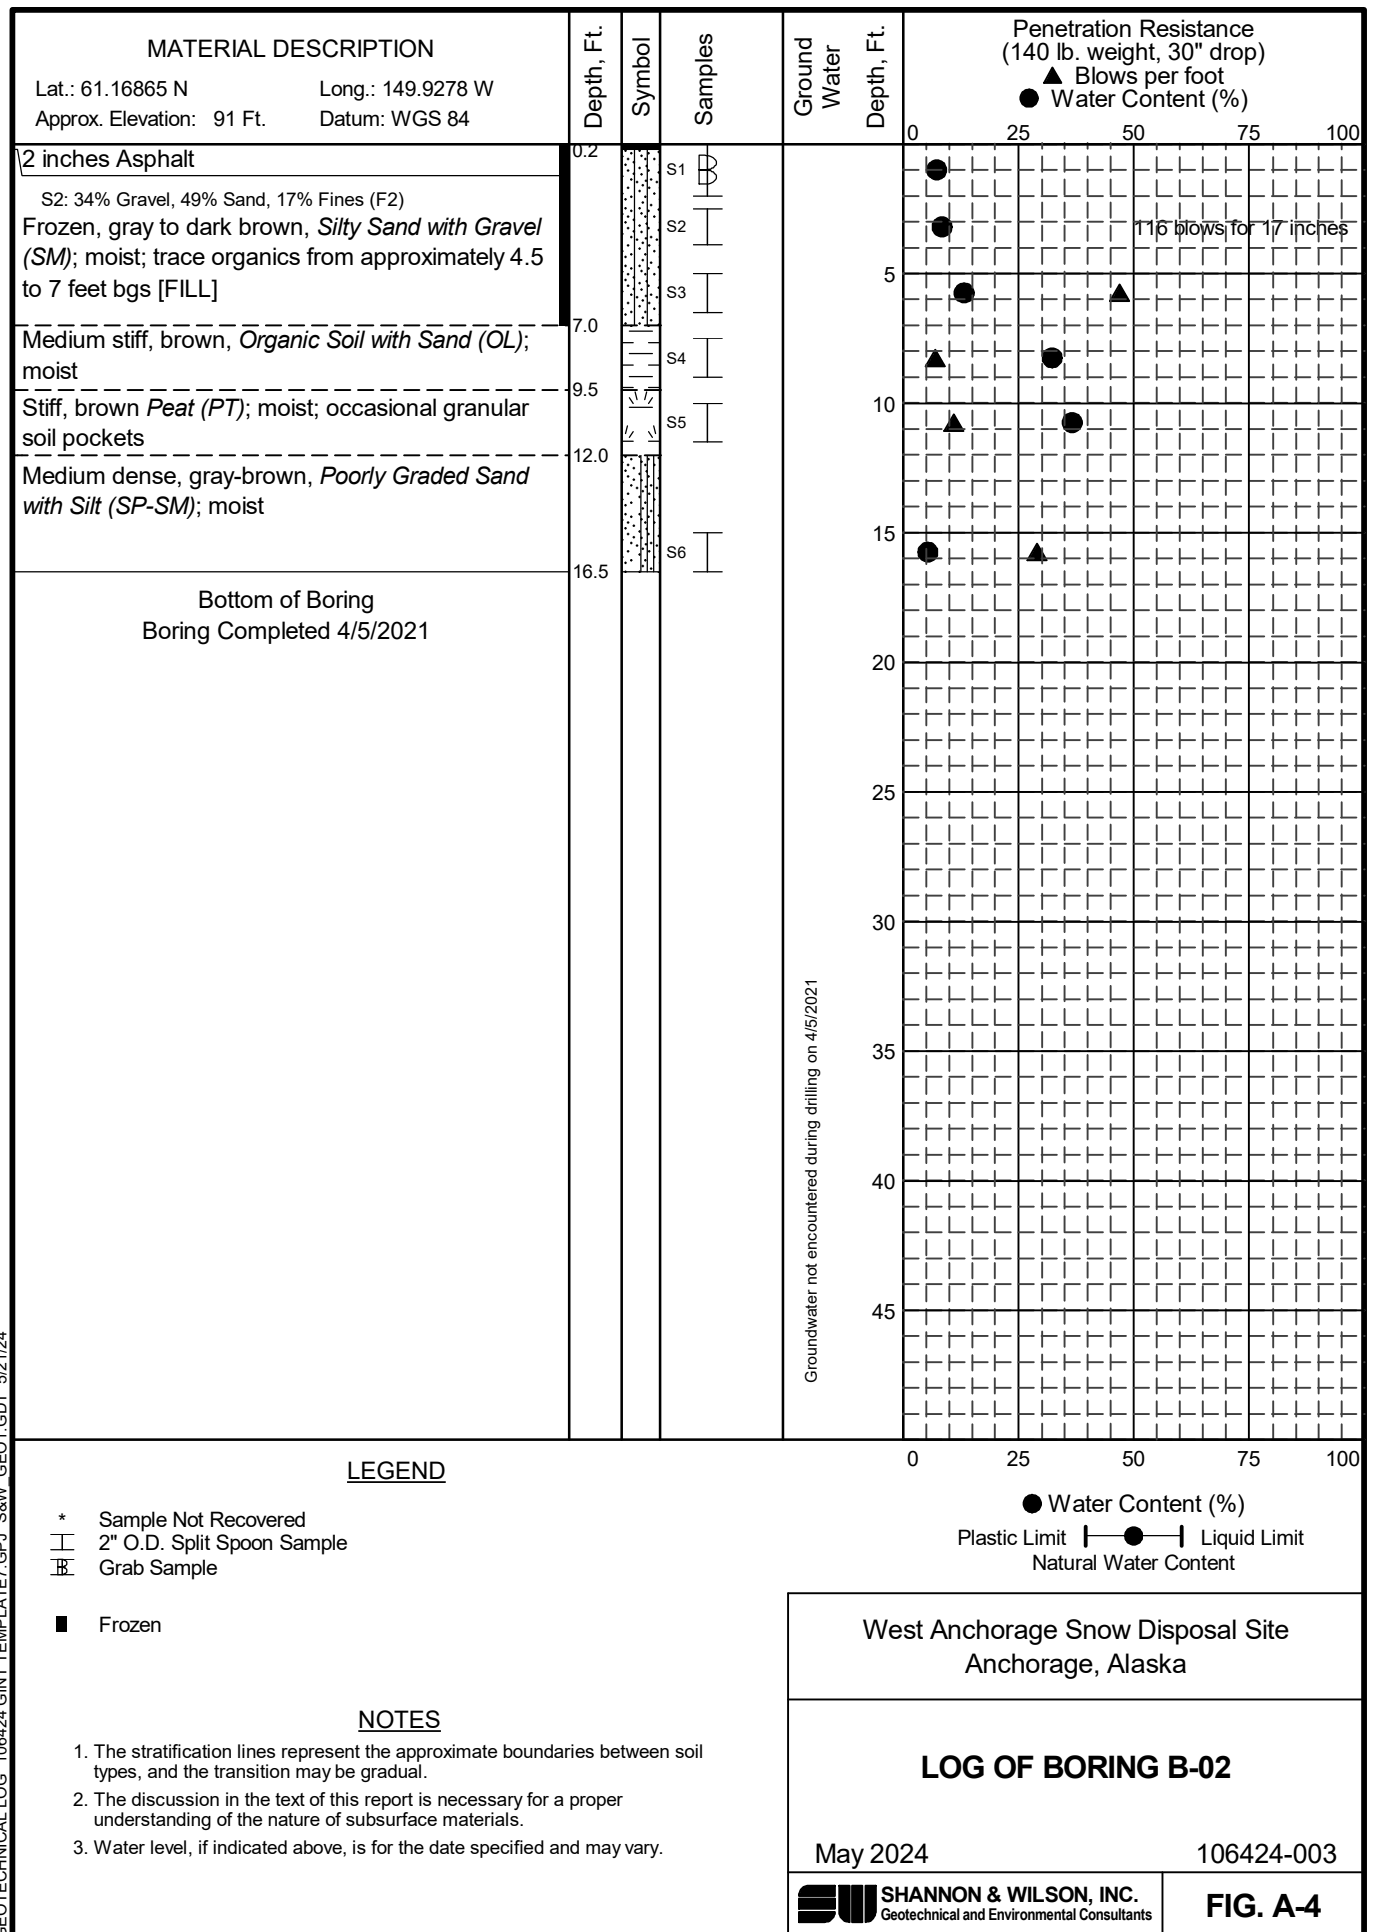 MATERIAL DESCRIPTION
Lat.: 61.16865 N Long.: 149.9278 W
Approx. Elevation: 91 Ft. Datum: WGS 84
Depth, Ft.
Symbol
Samples
Ground
Water
Depth, Ft.
Penetration Resistance
(140 lb. weight, 30" drop)
▲ Blows per foot
● Water Content (%)
0 25 50 75 100
2 inches Asphalt
0.2
S1
S2: 34% Gravel, 49% Sand, 17% Fines (F2)
Frozen, gray to dark brown, Silty Sand with Gravel
(SM); moist; trace organics from approximately 4.5
to 7 feet bgs [FILL]
S2
116 blows for 17 inches
5
S3
7.0
Medium stiff, brown, Organic Soil with Sand (OL);
moist
S4
9.5
Stiff, brown Peat (PT); moist; occasional granular
soil pockets
10
S5
12.0
Medium dense, gray-brown, Poorly Graded Sand
with Silt (SP-SM); moist
15
S6
16.5
Bottom of Boring
Boring Completed 4/5/2021
20
25
30
35
40
45
Groundwater not encountered during drilling on 4/5/2021
0 25 50 75 100
LEGEND
* Sample Not Recovered
2" O.D. Split Spoon Sample
B Grab Sample
Frozen
● Water Content (%)
Plastic Limit Liquid Limit
Natural Water Content
NOTES
1. The stratification lines represent the approximate boundaries between soil
types, and the transition may be gradual.
2. The discussion in the text of this report is necessary for a proper
understanding of the nature of subsurface materials.
3. Water level, if indicated above, is for the date specified and may vary.
West Anchorage Snow Disposal Site
Anchorage, Alaska
LOG OF BORING B-02
May 2024 106424-003
SHANNON & WILSON, INC.
Geotechnical and Environmental Consultants
FIG. A-4
GEOTECHNICAL LOG 106424 GINT TEMPLATE7.GPJ S&W_GEOT.GDT 5/21/24